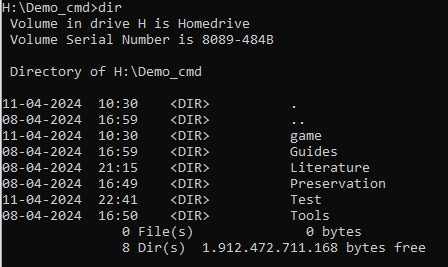 H:\Demo_cmd>dir
 Volume in drive H is Homedrive
 Volume Serial Number is 8089-484B

 Directory of H:\Demo_cmd

11-04-2024  10:30    <DIR>          .
08-04-2024  16:59    <DIR>          ..
11-04-2024  10:30    <DIR>          game
08-04-2024  16:59    <DIR>          Guides
08-04-2024  21:15    <DIR>          Literature
08-04-2024  16:49    <DIR>          Preservation
11-04-2024  22:41    <DIR>          Test
08-04-2024  16:50    <DIR>          Tools
               0 File(s)              0 bytes
               8 Dir(s)  1.912.472.711.168 bytes free